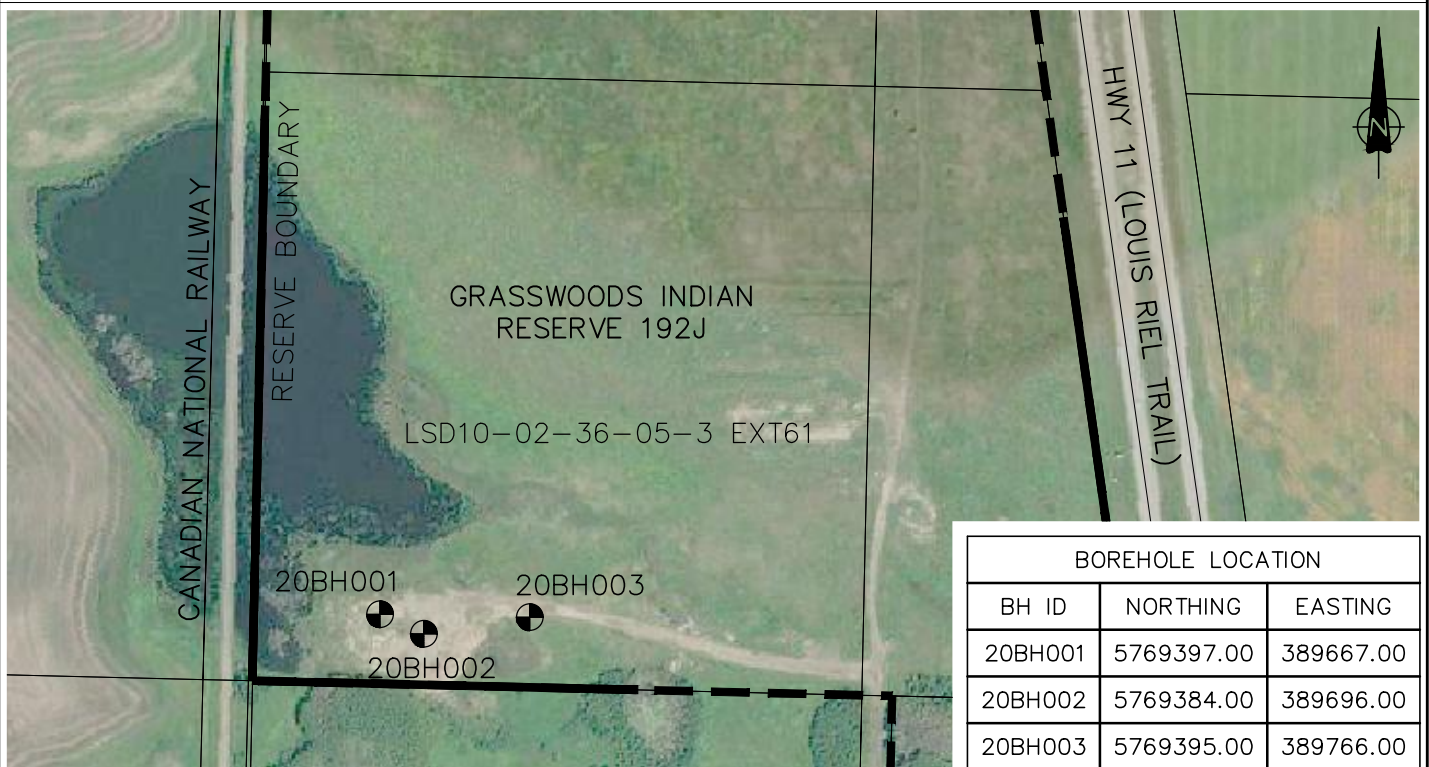 HWY 11 (LOUIS RIEL TRAIL)
N
CANADIAN NATIONAL RAILWAY
RESERVE BOUNDARY
GRASSWOODS INDIAN
RESERVE 192J
LSD10-02-36-05-3 EXT61
20BH001
20BH003
20BH002
BOREHOLE LOCATION
BH ID NORTHING EASTING
20BH001 5769397.00 389667.00
20BH002 5769384.00 389696.00
20BH003 5769395.00 389766.00